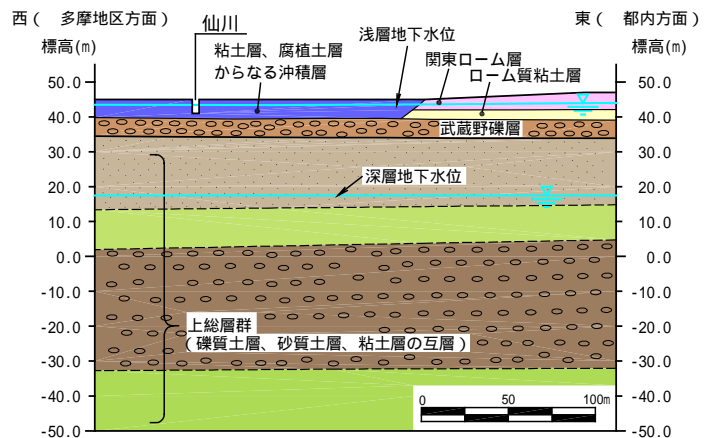 西（ 多摩地区方面）
仙川
東（ 都内方面）
標高(m)
浅層地下水位
標高(m)
粘土層、腐植土層
からなる沖積層
関東ローム層
ローム質粘土層
50.0
50.0
40.0
40.0
武蔵野礫層
30.0
30.0
深層地下水位
20.0
20.0
10.0
10.0
0.0
0.0
-10.0
-10.0
上総層群
-20.0
-20.0
（礫質土層、砂質土層、粘土層の互層）
-30.0
-30.0
-40.0
-40.0
0 50 100m
-50.0
-50.0